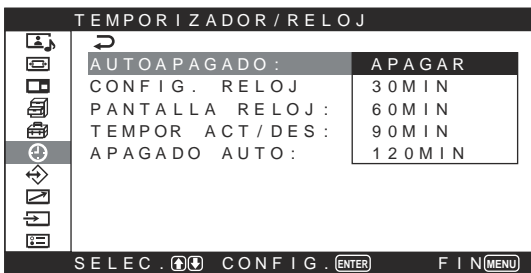 TEMPORIZADOR/RELOJ
AUTOAPAGADO: APAGAR
CONFIG. RELOJ 30MIN
PANTALLA RELOJ: 60MIN
TEMPOR ACT/DES: 90MIN
APAGADO AUTO: 120MIN
SELEC. CONFIG. ENTER FIN MENU